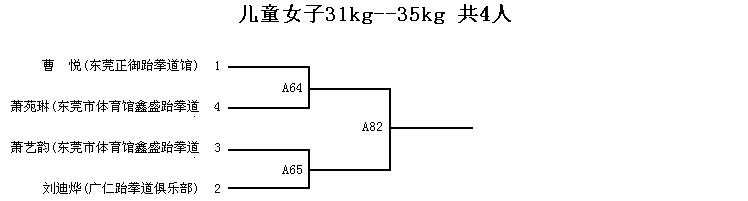 儿童女子31kg--35kg 共4人
曹 悦(东莞正御跆拳道馆) 1
A64
萧苑琳(东莞市体育馆鑫盛跆拳道 4
A82
萧艺韵(东莞市体育馆鑫盛跆拳道 3
A65
刘迪烨(广仁跆拳道俱乐部) 2